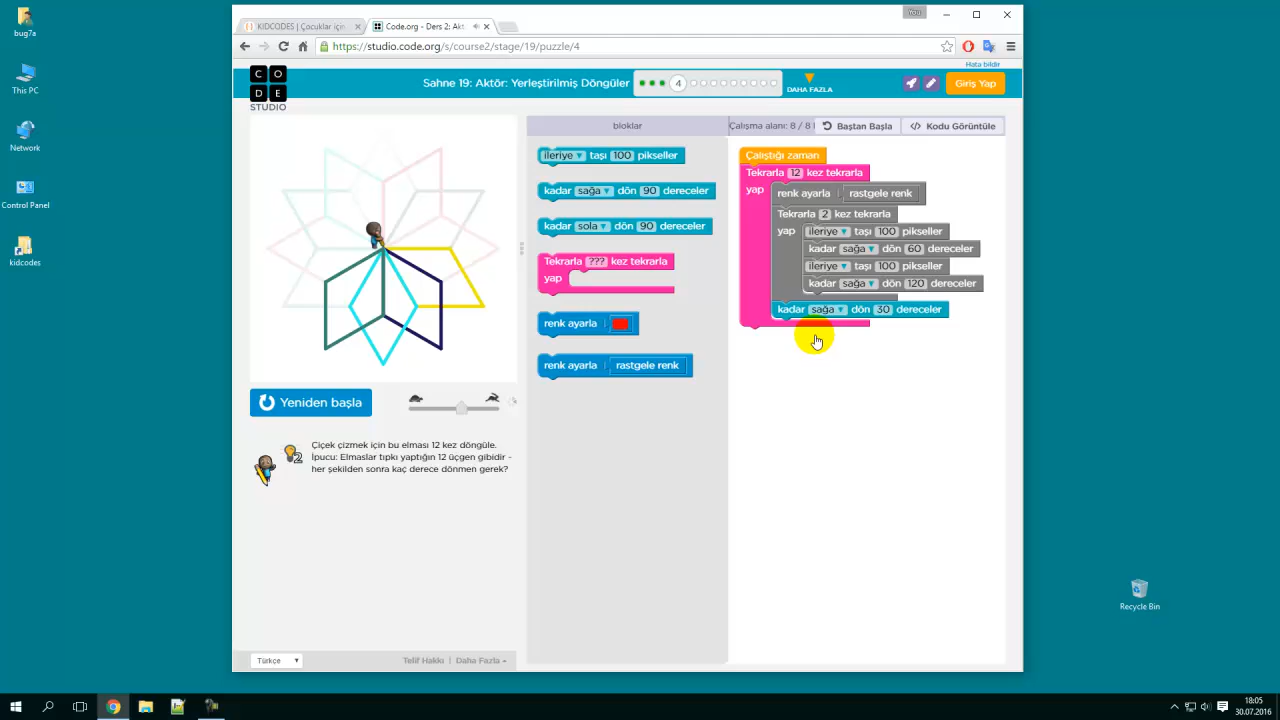 bug7a
This PC
Network
Control Panel
kidcodes
You
KIDCODES | Çocuklar için
Code.org - Ders 2: Akt
https://studio.code.org/s/course2/stage/19/puzzle/4
Hata bildir
C O
D E
STUDIO
Sahne 19: Aktör: Yerleştirilmiş Döngüler
4
DAHA FAZLA
Giriş Yap
bloklar
Çalışma alanı: 8 / 8
Baştan Başla
</> Kodu Görüntüle
ileriye taşı 100 pikseller
kadar sağa dön 90 dereceler
kadar sola dön 90 dereceler
Tekrarla ??? kez tekrarla
yap
renk ayarla
renk ayarla rastgele renk
Çalıştığı zaman
Tekrarla 12 kez tekrarla
yap
renk ayarla rastgele renk
Tekrarla 2 kez tekrarla
yap
ileriye taşı 100 pikseller
kadar sağa dön 60 dereceler
ileriye taşı 100 pikseller
kadar sağa dön 120 dereceler
kadar sağa dön 30 dereceler
Yeniden başla
2
Çiçek çizmek için bu elması 12 kez döngüle.
İpucu: Elmaslar tıpkı yaptığın 12 üçgen gibidir -
her şekilden sonra kaç derece dönmen gerek?
Türkçe
Telif Hakkı | Daha Fazla
Recycle Bin
18:05
30.07.2016